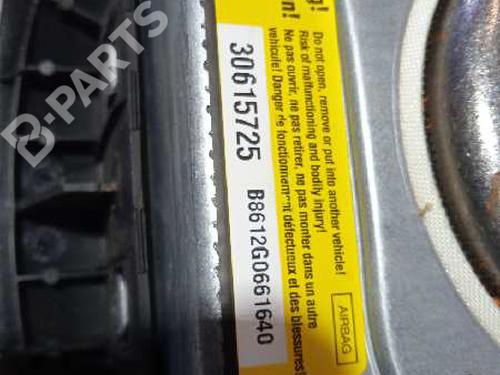 g!
n!
Do not open, remove or put into another vehicle!
Risk of malfunctioning and bodily injury!
Ne pas ouvrir, ne pas retirer, ne pas monter dans un autre
vehicule! Danger de fonctionnement défectueux et des blessures!
AIRBAG
30615725 B8612G0661640
B-PARTS